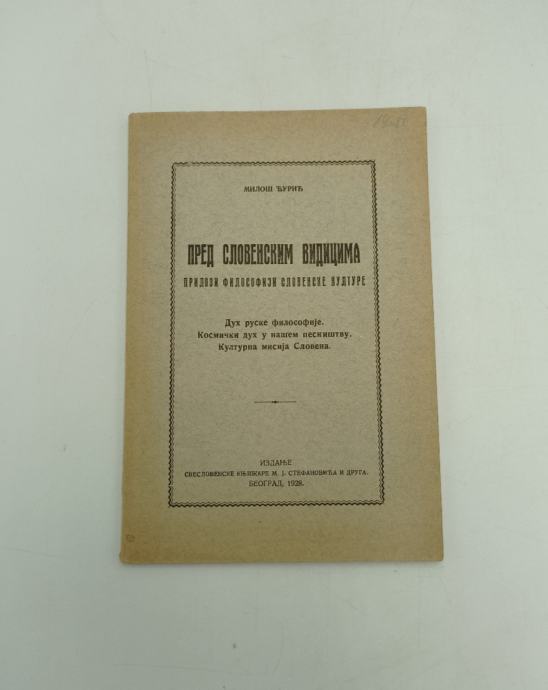 МИЛОШ ЂУРИЋ
ПРЕД СЛОВЕНСКИМ ВИДИЦИМА
ПРИЛОЗИ ФИЛОСОФИЈИ СЛОВЕНСКЕ КУЛТУРЕ
Дух руске философије.
Космички дух у нашем песништву.
Културна мисија Словена.
ИЗДАЊЕ
СВЕСЛОВЕНСКЕ КЊИЖАРЕ М. Ј. СТЕФАНОВИЋА И ДРУГА.
БЕОГРАД, 1928.